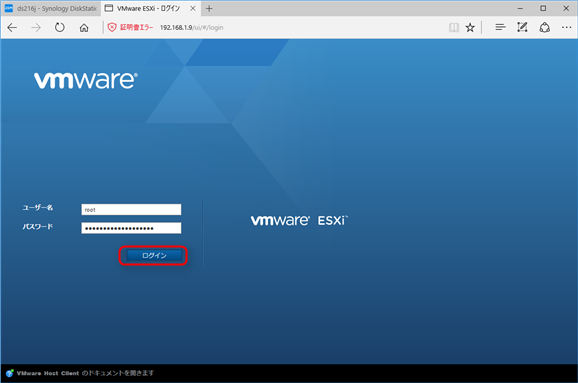 ds216j - Synology DiskStatio
VMware ESXi - ログイン
証明書エラー
192.168.1.9/ui/#/login
vmware®
ユーザー名
root
パスワード
ログイン
vmware® ESXi™
VMware Host Client のドキュメントを開きます